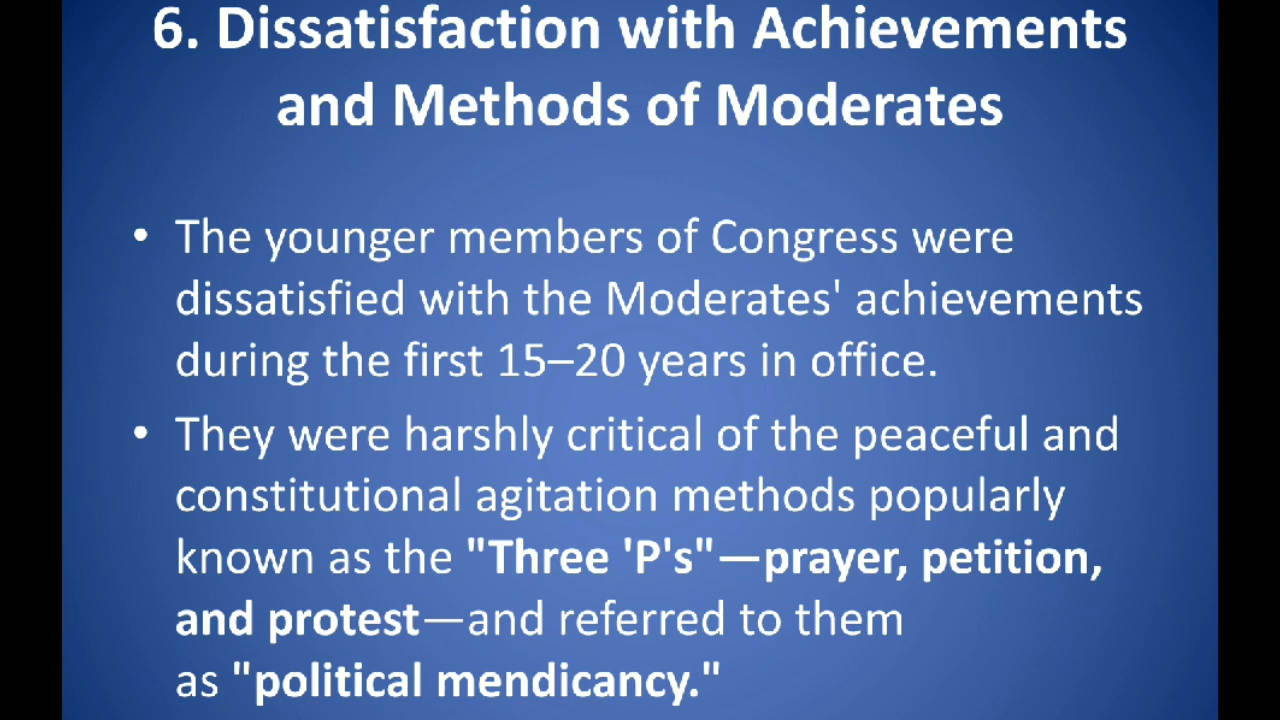 6. Dissatisfaction with Achievements
and Methods of Moderates
• The younger members of Congress were
dissatisfied with the Moderates' achievements
during the first 15–20 years in office.
• They were harshly critical of the peaceful and
constitutional agitation methods popularly
known as the "Three 'P's"—prayer, petition,
and protest—and referred to them
as "political mendicancy."